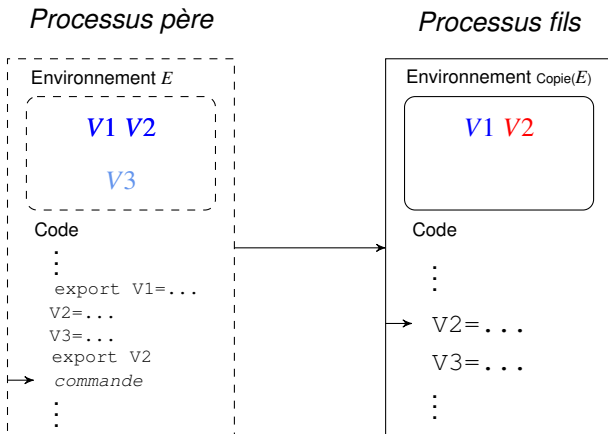 Processus père
Environnement E
V1 V2
V3
Code
export V1=...
V2=...
V3=...
export V2
commande
Processus fils
Environnement Copie(E)
V1 V2
Code
V2=...
V3=...